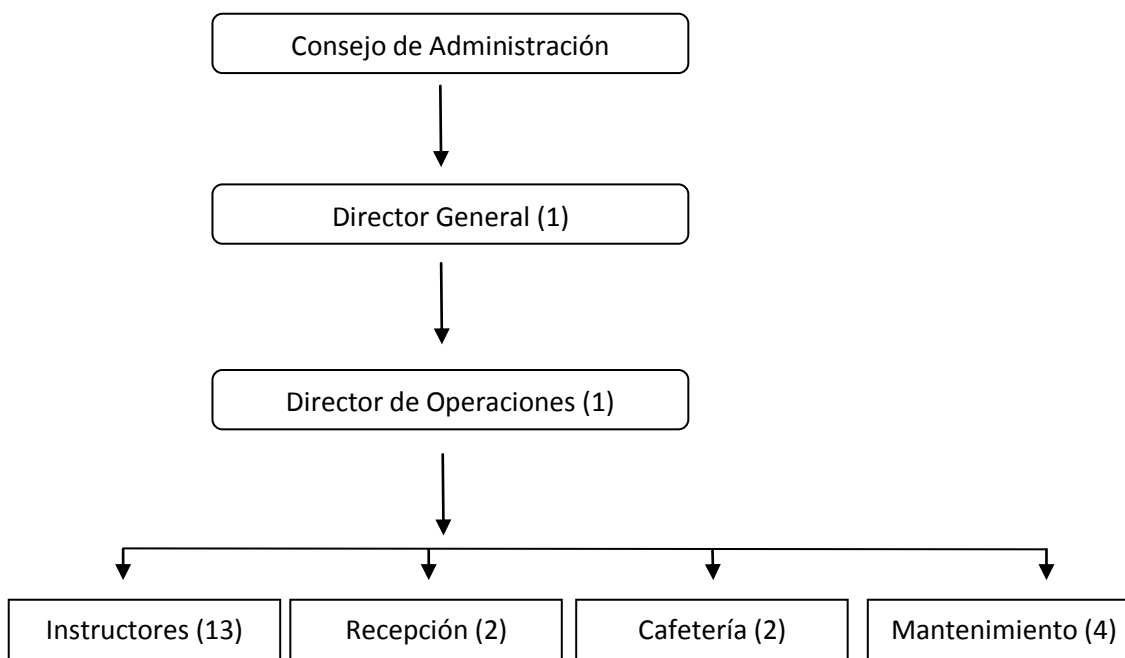 Consejo de Administración
Director General (1)
Director de Operaciones (1)
Instructores (13)
Recepción (2)
Cafetería (2)
Mantenimiento (4)